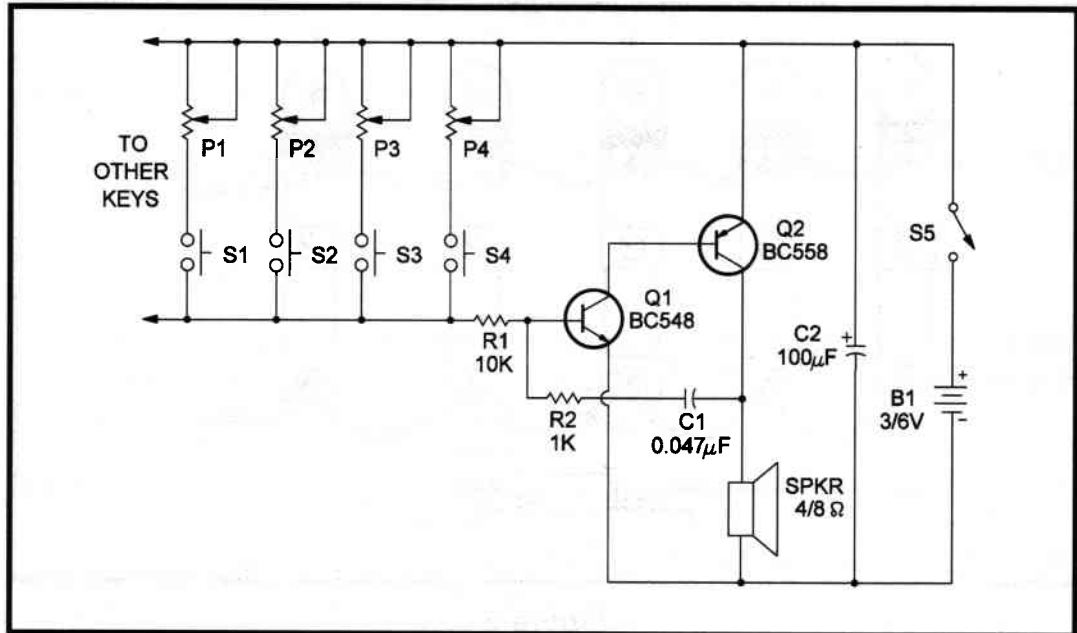 TO
OTHER
KEYS
P1
P2
P3
P4
S1
S2
S3
S4
R1
10K
R2
1K
C1
0.047μF
Q1
BC548
Q2
BC558
SPKR
4/8 Ω
C2
100μF
+
S5
B1
3/6V
+
−